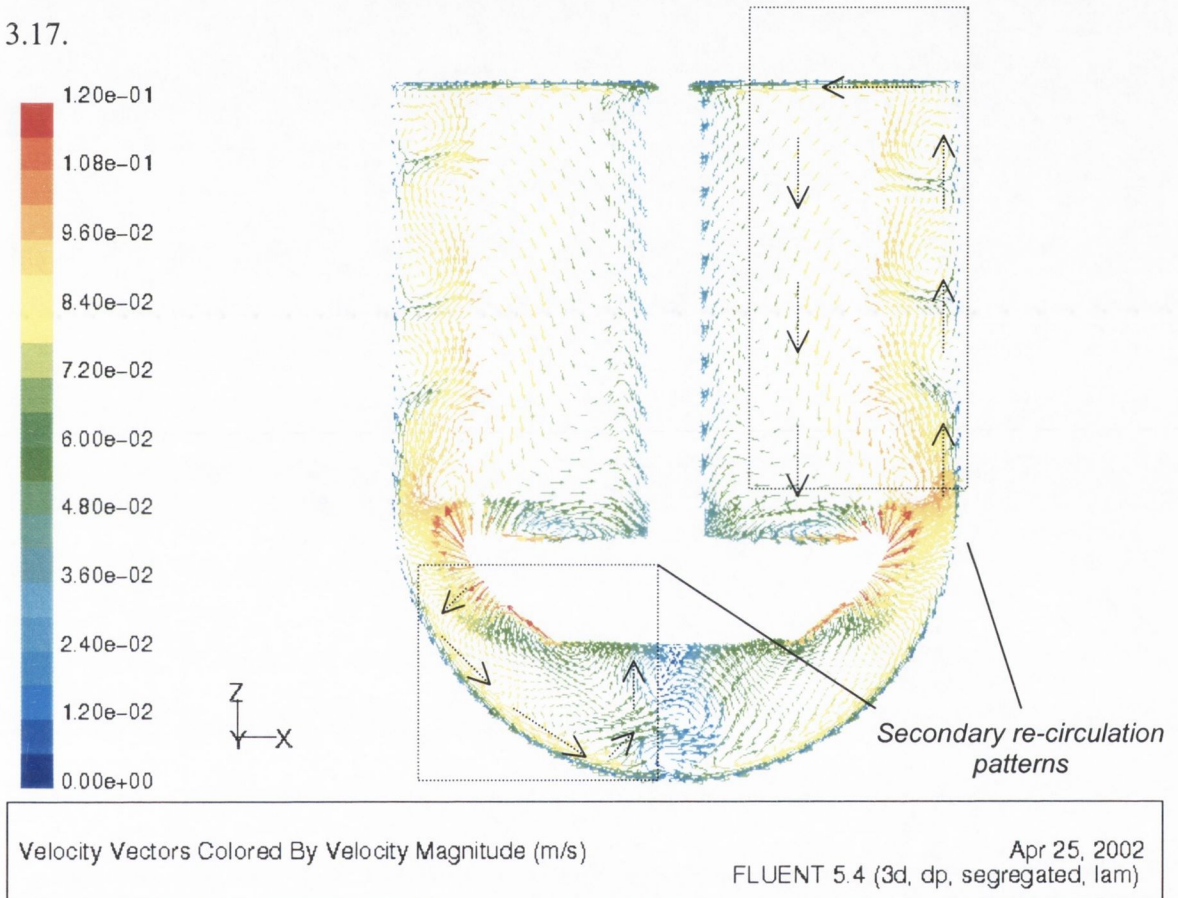 3.17.
1.20e−01
1.08e−01
9.60e−02
8.40e−02
7.20e−02
6.00e−02
4.80e−02
3.60e−02
2.40e−02
1.20e−02
0.00e+00
Z
Y X
Secondary re-circulation
patterns
Velocity Vectors Colored By Velocity Magnitude (m/s)
Apr 25, 2002
FLUENT 5.4 (3d, dp, segregated, lam)